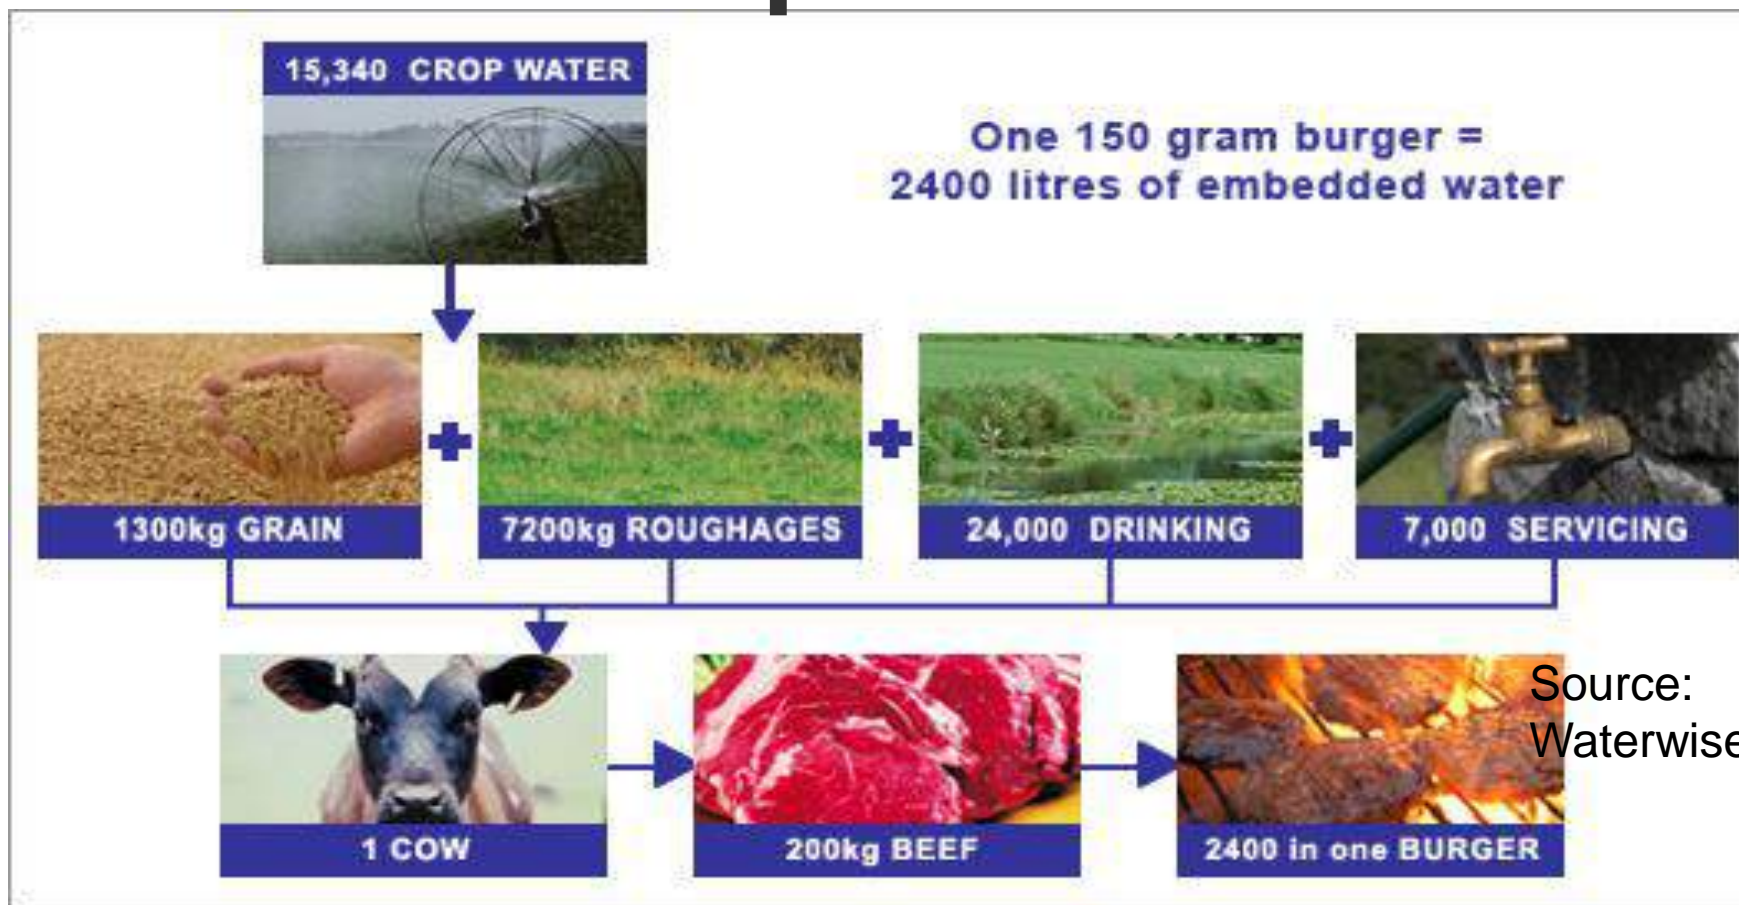 15,340 CROP WATER
One 150 gram burger =
2400 litres of embedded water
1300kg GRAIN
7200kg ROUGHAGES
24,000 DRINKING
7,000 SERVICING
1 COW
200kg BEEF
2400 in one BURGER
Source:
Waterwise